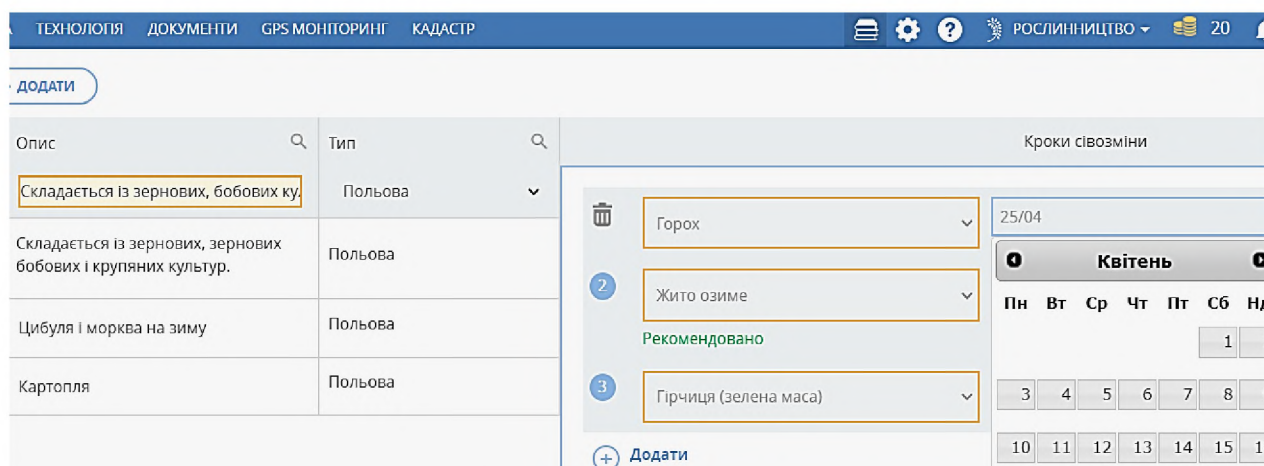 ТЕХНОЛОГІЯ ДОКУМЕНТИ GPS МОНІТОРИНГ КАДАСТР ? РОСЛИННИЦТВО 20
ДОДАТИ
Опис Тип Кроки сівозміни
Складається із зернових, бобових ку. Польова
Горох 25/04
Складається із зернових, зернових
бобових і крупяних культур. Польова
Квітень
2 Жито озиме
Пн Вт Ср Чт Пт Сб
Цибуля і морква на зиму Польова
Рекомендовано 1
Картопля Польова
3 Гірчиця (зелена маса)
3 4 5 6 7 8
10 11 12 13 14 15
+ Додати